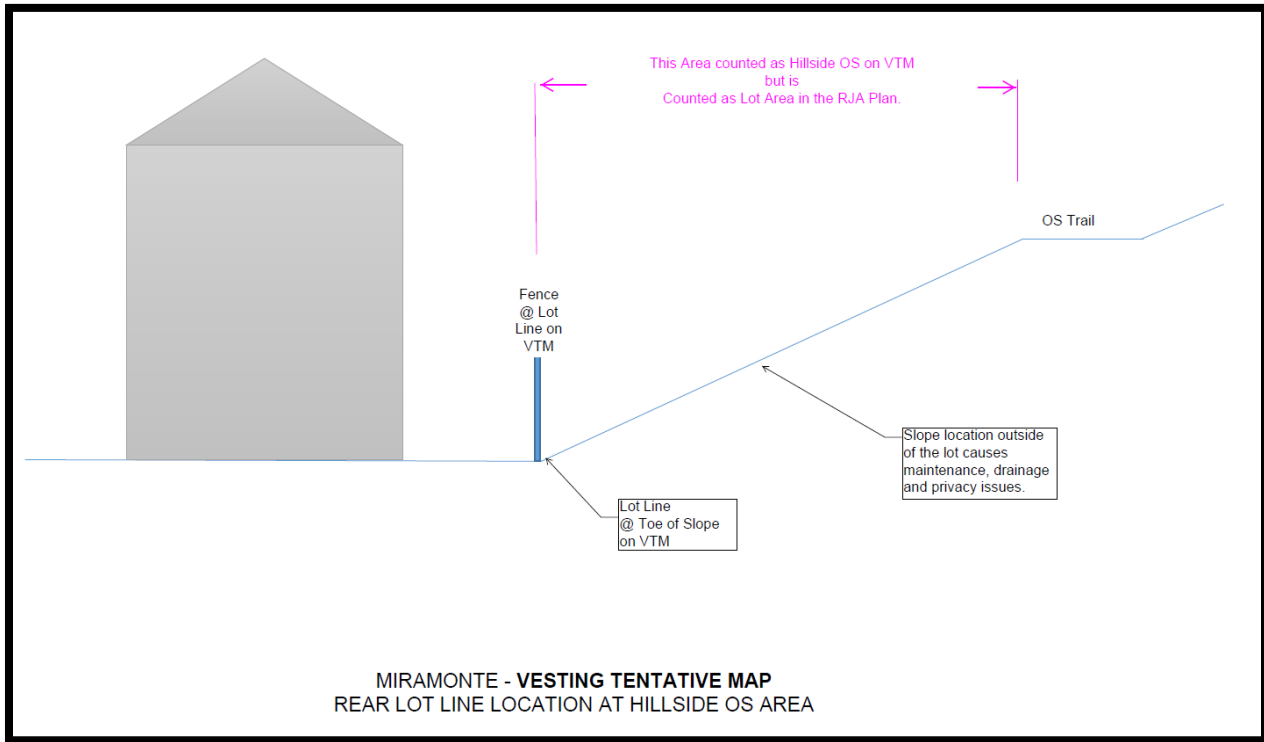 This Area counted as Hillside OS on VTM
but is
Counted as Lot Area in the RJA Plan.
OS Trail
Fence
@ Lot
Line on
VTM
Slope location outside
of the lot causes
maintenance, drainage
and privacy issues.
Lot Line
@ Toe of Slope
on VTM
MIRAMONTE - VESTING TENTATIVE MAP
REAR LOT LINE LOCATION AT HILLSIDE OS AREA